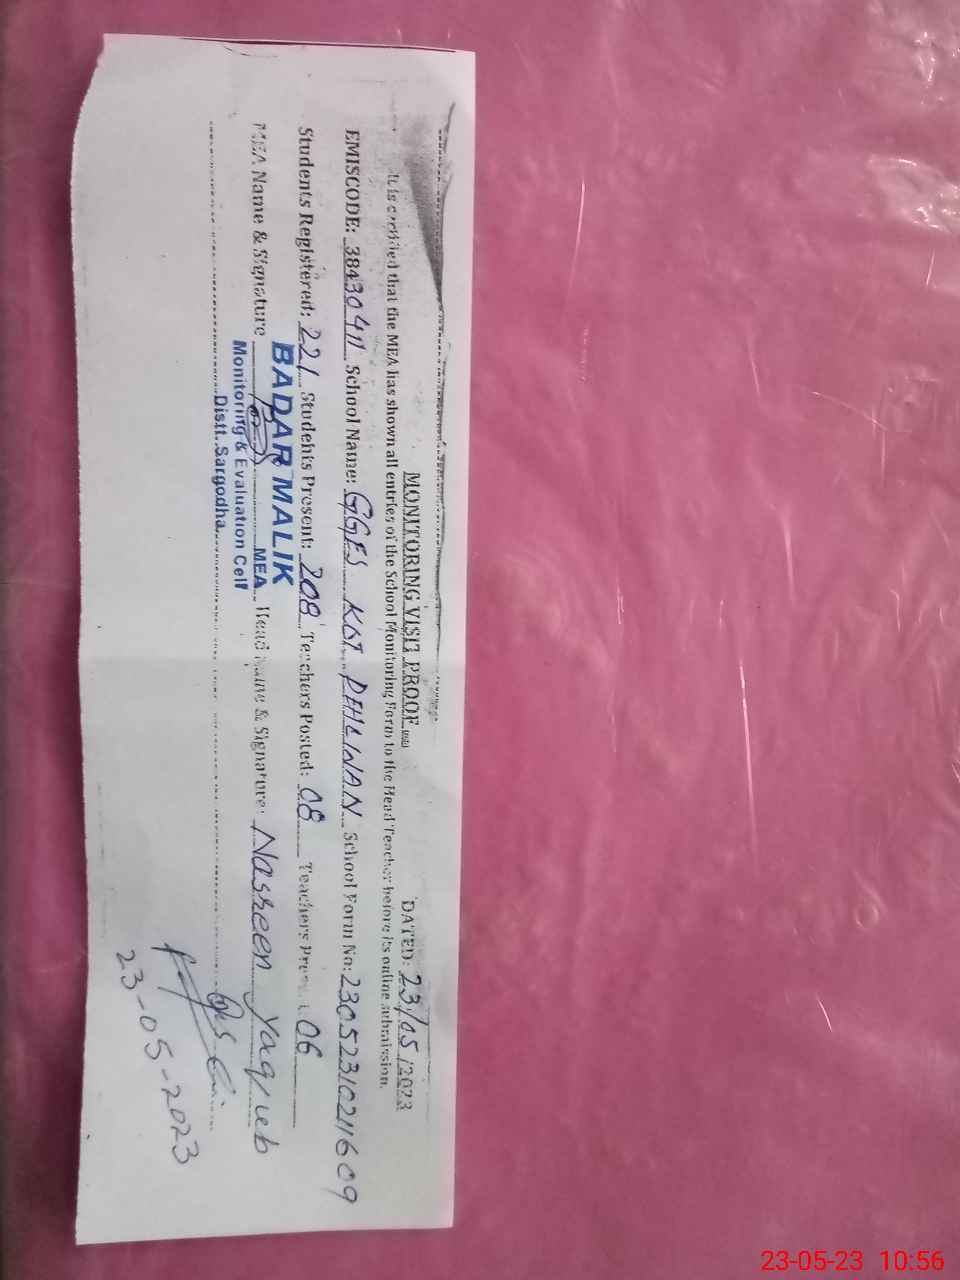 MONITORING VISIT PROOF DATED: 23/05/2023
It is certified that the MEA has shown all entries of the School Monitoring Form to the Head Teacher before its online submission.
EMISCODE: 38430411 School Name: GGES KOT PEHLWAN School Form No: 230523102111609
Students Registered: 221 Students Present: 208 Teachers Posted: 08 Teachers Present: 06
MEA Name & Signature Head Name & Signature: Nasreen Yaqueb
BADAR MALIK
MEA
Monitoring & Evaluation Cell
Distt. Sargodha
23-05-2023
23-05-23 10:56